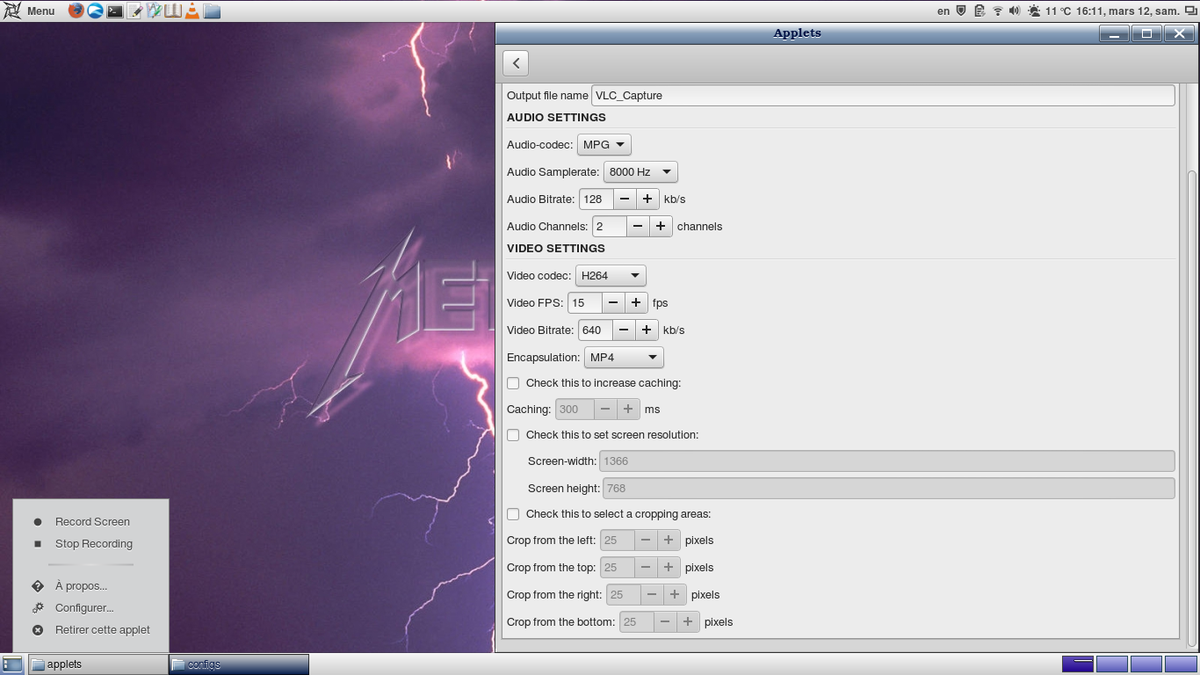 Menu
en 11 °C 16:11, mars 12, sam.
Applets
Output file name VLC_Capture
AUDIO SETTINGS
Audio-codec: MPG
Audio Samplerate: 8000 Hz
Audio Bitrate: 128 kb/s
Audio Channels: 2 channels
VIDEO SETTINGS
Video codec: H264
Video FPS: 15 fps
Video Bitrate: 640 kb/s
Encapsulation: MP4
Check this to increase caching:
Caching: 300 ms
Check this to set screen resolution:
Screen-width: 1366
Screen height: 768
Check this to select a cropping areas:
Crop from the left: 25 pixels
Crop from the top: 25 pixels
Crop from the right: 25 pixels
Crop from the bottom: 25 pixels
Record Screen
Stop Recording
À propos...
Configurer...
Retirer cette applet
applets
configs